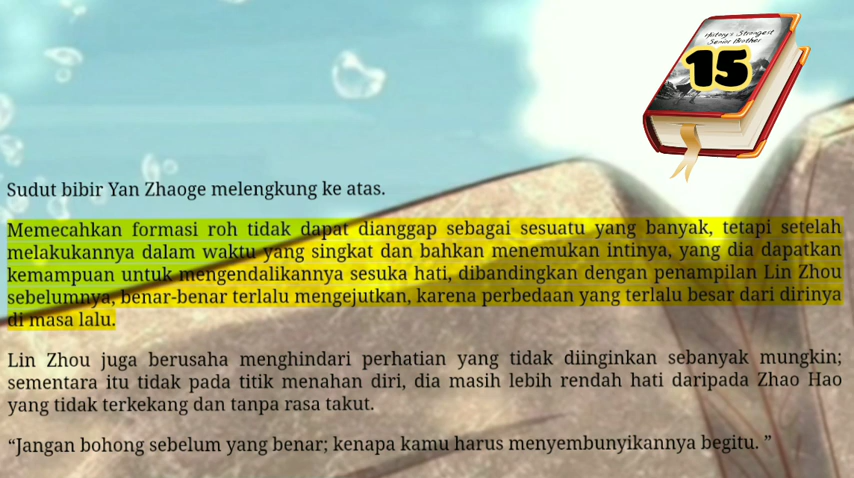 History's Strongest
Senior Brother
15
Sudut bibir Yan Zhaoge melengkung ke atas.
Memecahkan formasi roh tidak dapat dianggap sebagai sesuatu yang banyak, tetapi setelah
melakukannya dalam waktu yang singkat dan bahkan menemukan intinya, yang dia dapatkan
kemampuan untuk mengendalikannya sesuka hati, dibandingkan dengan penampilan Lin Zhou
sebelumnya, benar-benar terlalu mengejutkan, karena perbedaan yang terlalu besar dari dirinya
di masa lalu.
Lin Zhou juga berusaha menghindari perhatian yang tidak diinginkan sebanyak mungkin;
sementara itu tidak pada titik menahan diri, dia masih lebih rendah hati daripada Zhao Hao
yang tidak terkekang dan tanpa rasa takut.
“Jangan bohong sebelum yang benar; kenapa kamu harus menyembunyikannya begitu. ”